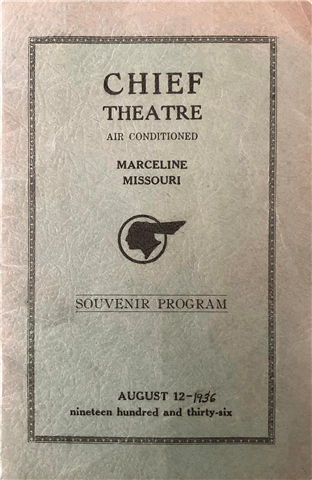 CHIEF
THEATRE
AIR CONDITIONED
MARCELINE
MISSOURI
SOUVENIR PROGRAM
AUGUST 12-1936
nineteen hundred and thirty-six